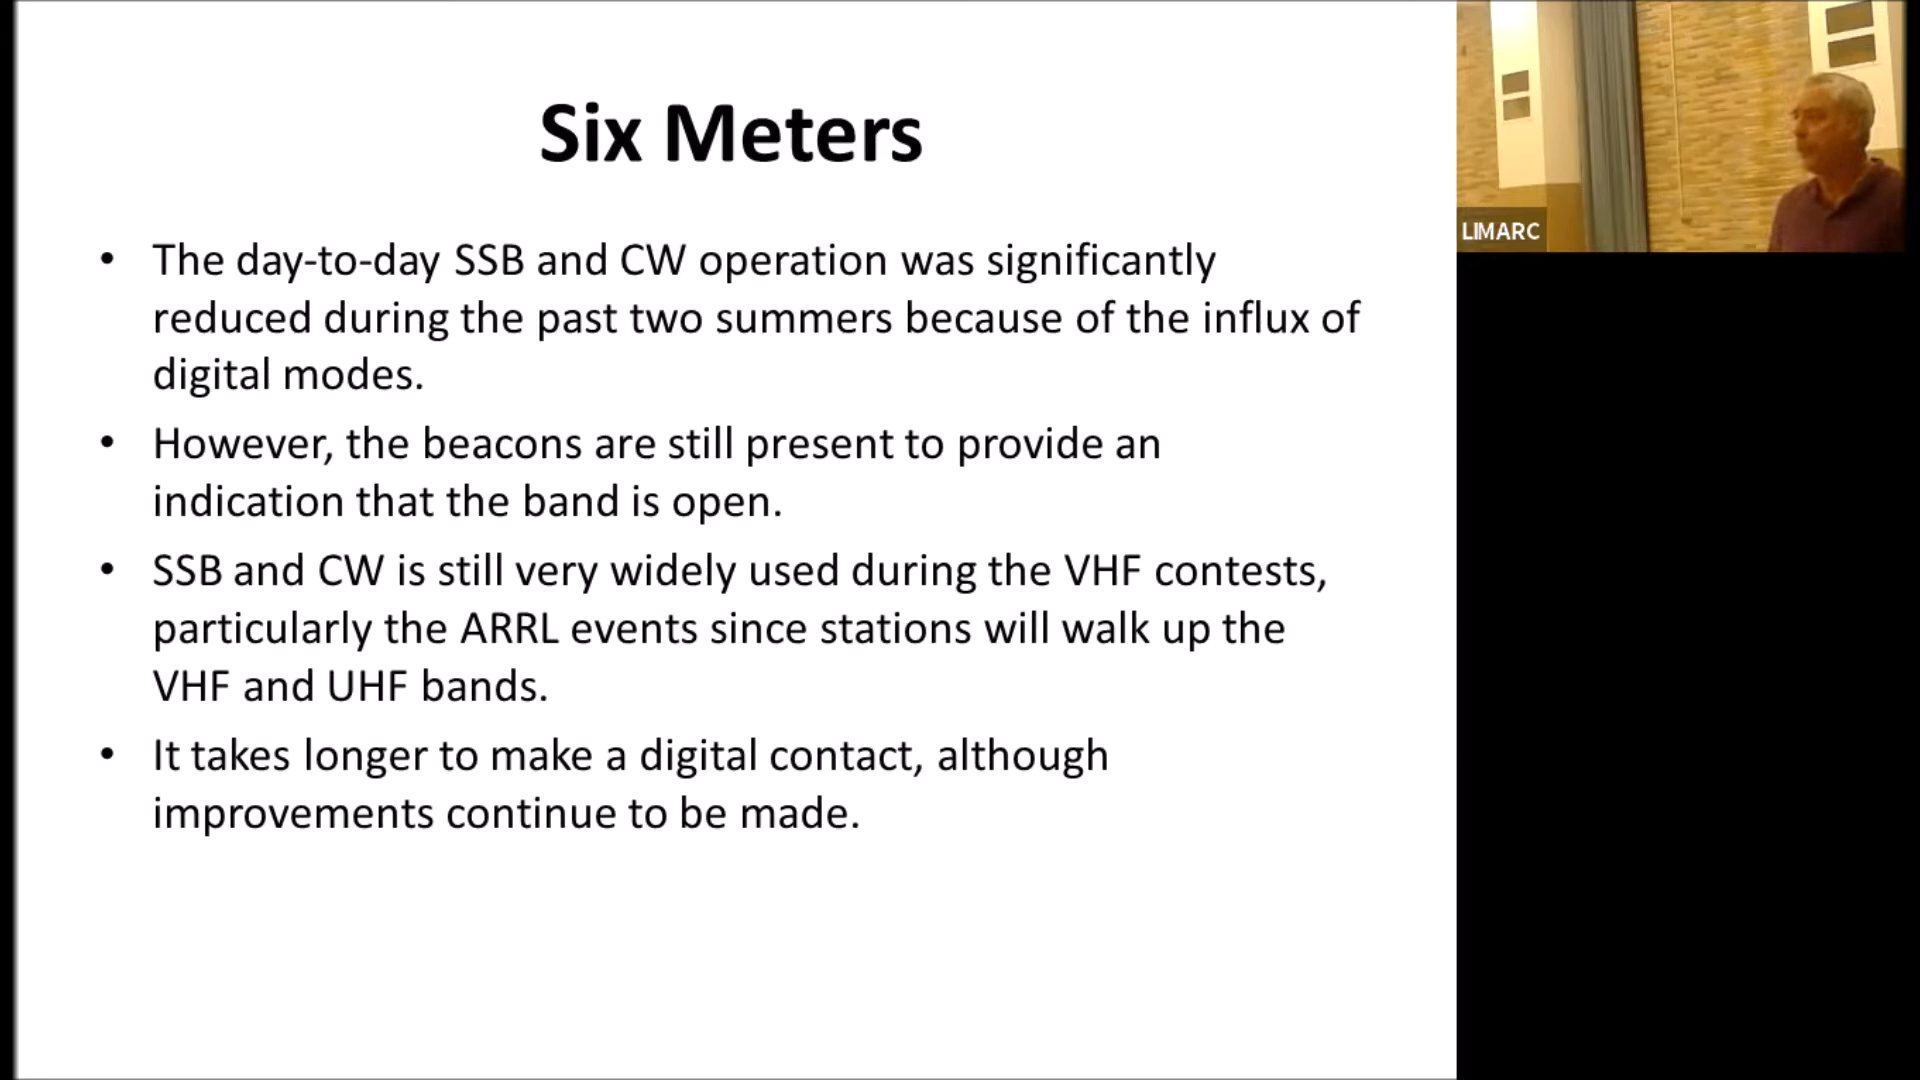 Six Meters
• The day-to-day SSB and CW operation was significantly
reduced during the past two summers because of the influx of
digital modes.
• However, the beacons are still present to provide an
indication that the band is open.
• SSB and CW is still very widely used during the VHF contests,
particularly the ARRL events since stations will walk up the
VHF and UHF bands.
• It takes longer to make a digital contact, although
improvements continue to be made.
LIMARC